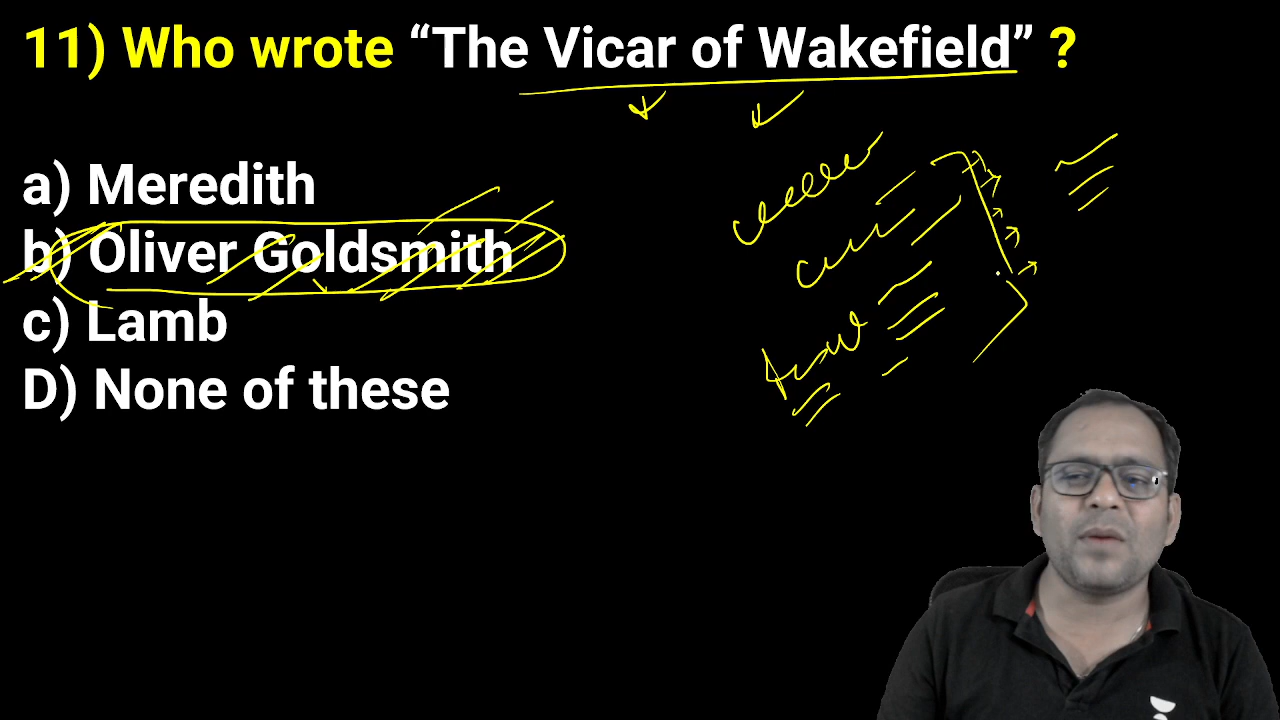 11) Who wrote “The Vicar of Wakefield” ?
a) Meredith
b) Oliver Goldsmith
c) Lamb
D) None of these